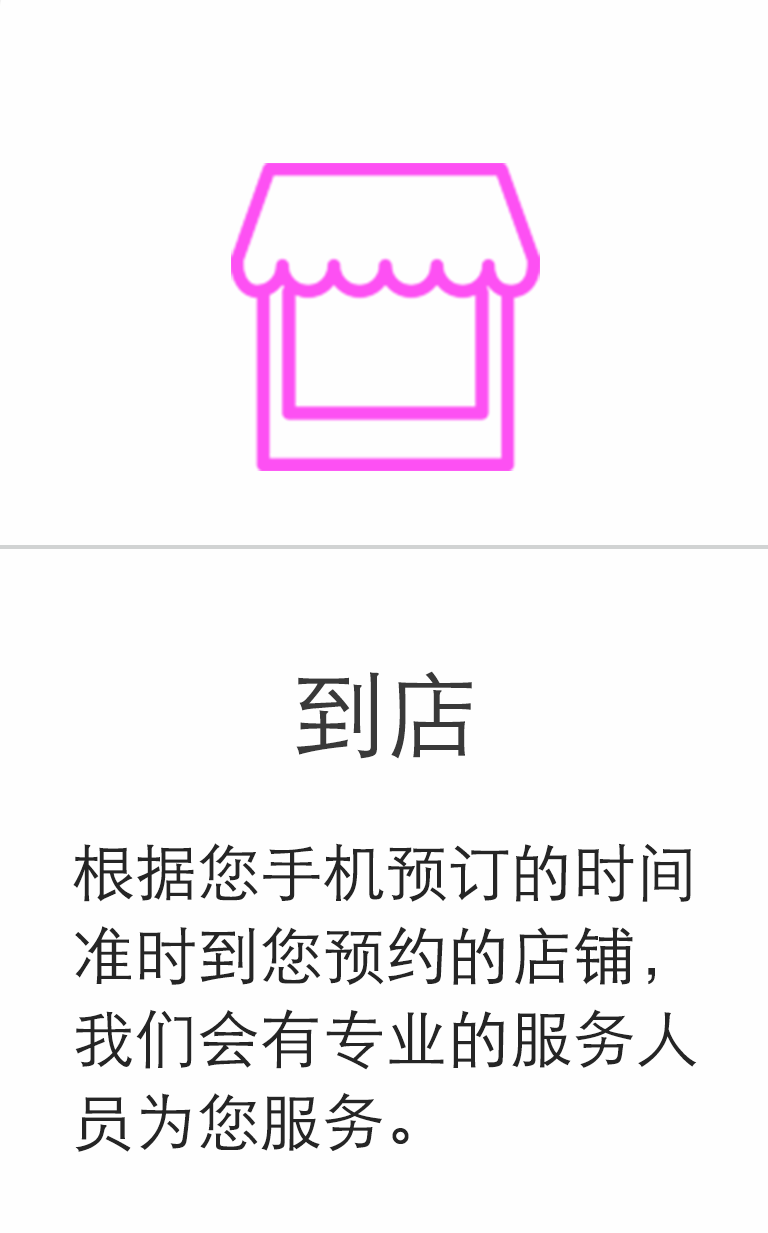 到店
根据您手机预订的时间
准时到您预约的店铺，
我们会有专业的服务人
员为您服务。